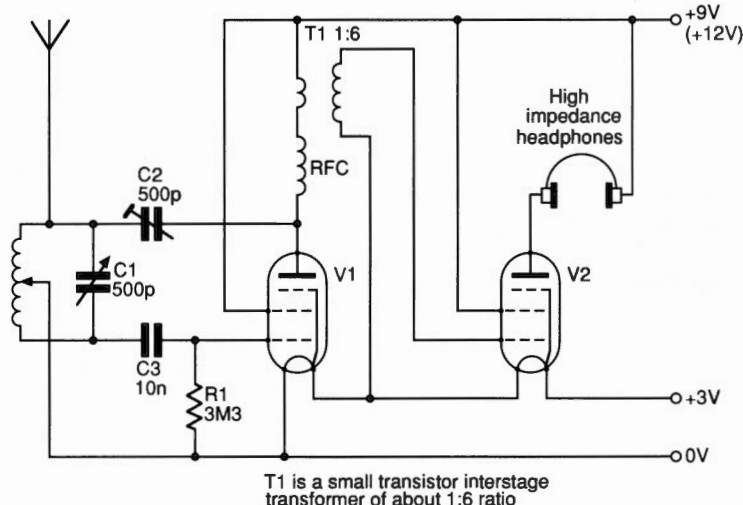 +9V
(+12V)
T1 1:6
High
impedance
headphones
RFC
C2
500p
C1
500p
V1
V2
C3
10n
R1
3M3
+3V
0V
T1 is a small transistor interstage
transformer of about 1:6 ratio